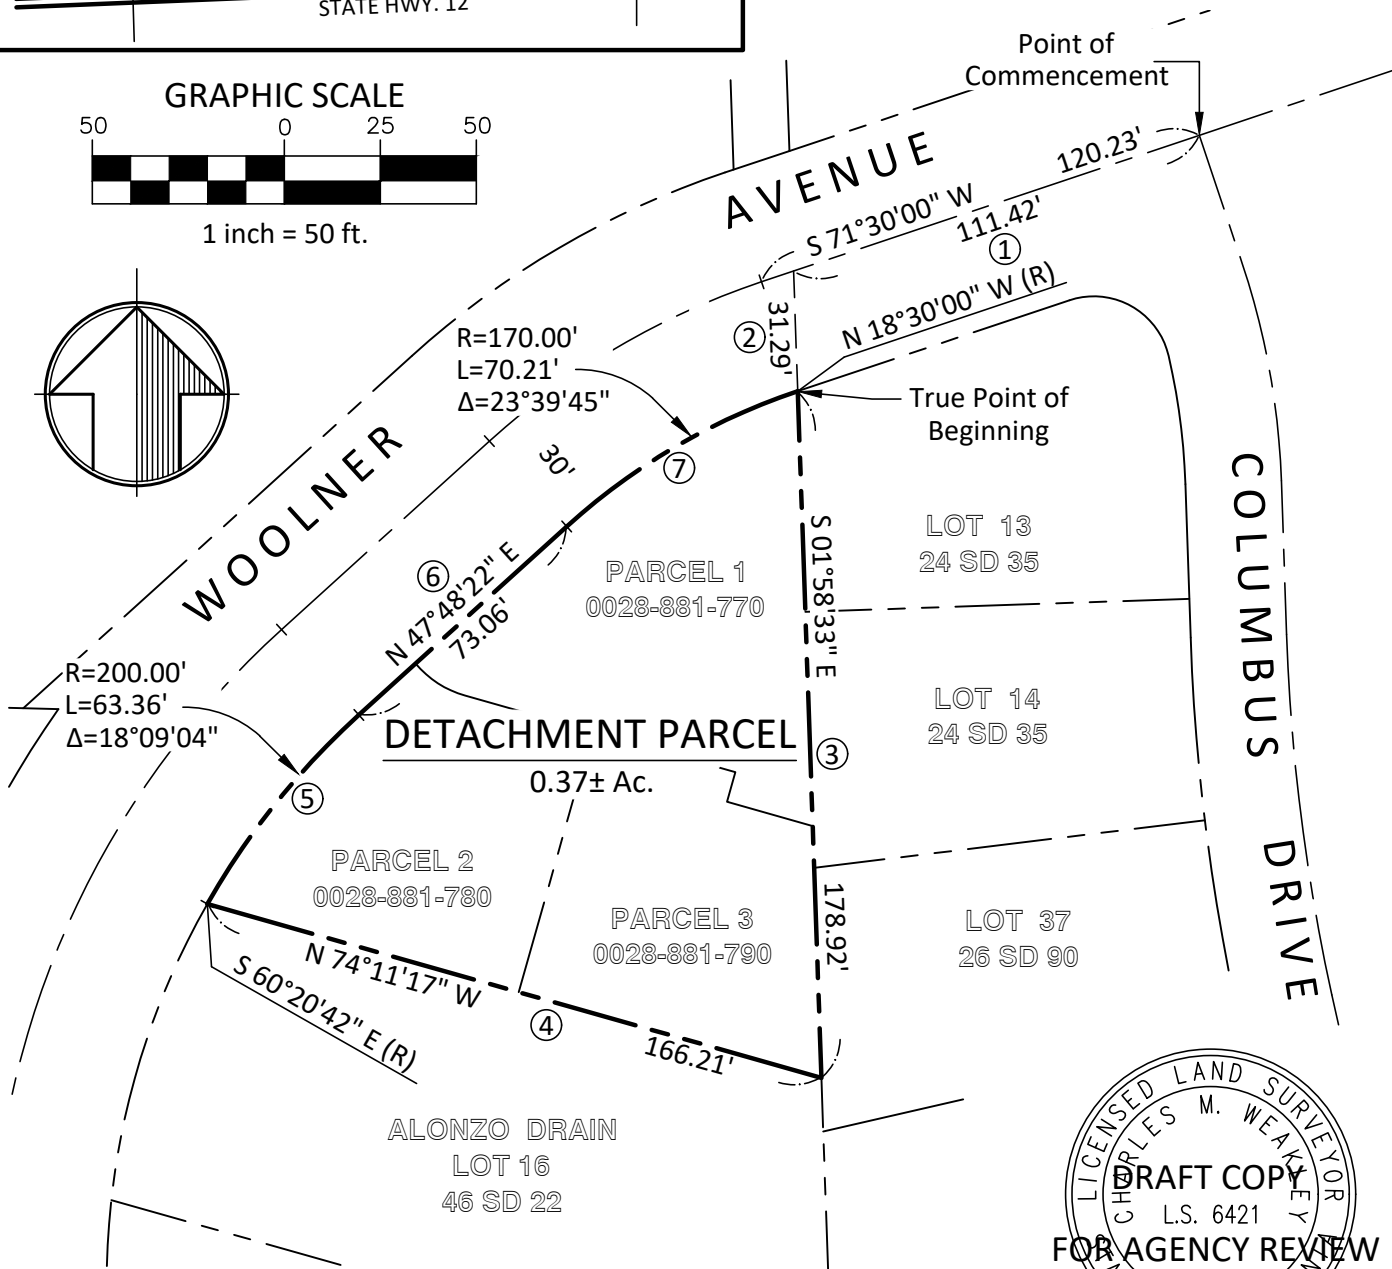 STATE HWY. 12
GRAPHIC SCALE
50 0 25 50
1 inch = 50 ft.
Point of
Commencement
AVENUE
120.23'
S 71°30'00" W
111.42'
1
N 18°30'00" W (R)
2
31.29'
R=170.00'
L=70.21'
Δ=23°39'45"
True Point of
Beginning
7
30'
WOOLNER
COLUMBUS DRIVE
LOT 13
24 SD 35
S 01°58'33" E
PARCEL 1
0028-881-770
6
N 47°48'22" E
73.06'
R=200.00'
L=63.36'
Δ=18°09'04"
LOT 14
24 SD 35
DETACHMENT PARCEL
0.37± Ac.
3
5
PARCEL 2
0028-881-780
PARCEL 3
0028-881-790
178.92'
LOT 37
26 SD 90
N 74°11'17" W
S 60°20'42" E (R)
4
166.21'
ALONZO DRAIN
LOT 16
46 SD 22
LICENSED LAND SURVEYOR
CHARLES M. WEAKLEY
DRAFT COPY
L.S. 6421
FOR AGENCY REVIEW